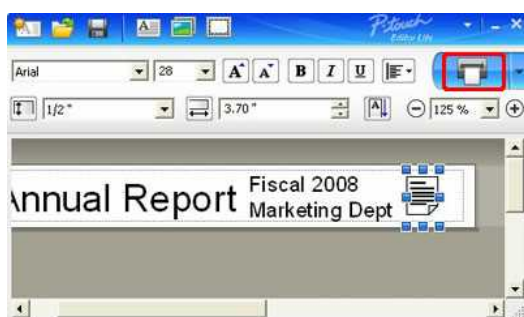 P-touch
Editor Lite
Arial
28
A A B I U
1/2"
3.70"
A
125 %
Annual Report
Fiscal 2008
Marketing Dept